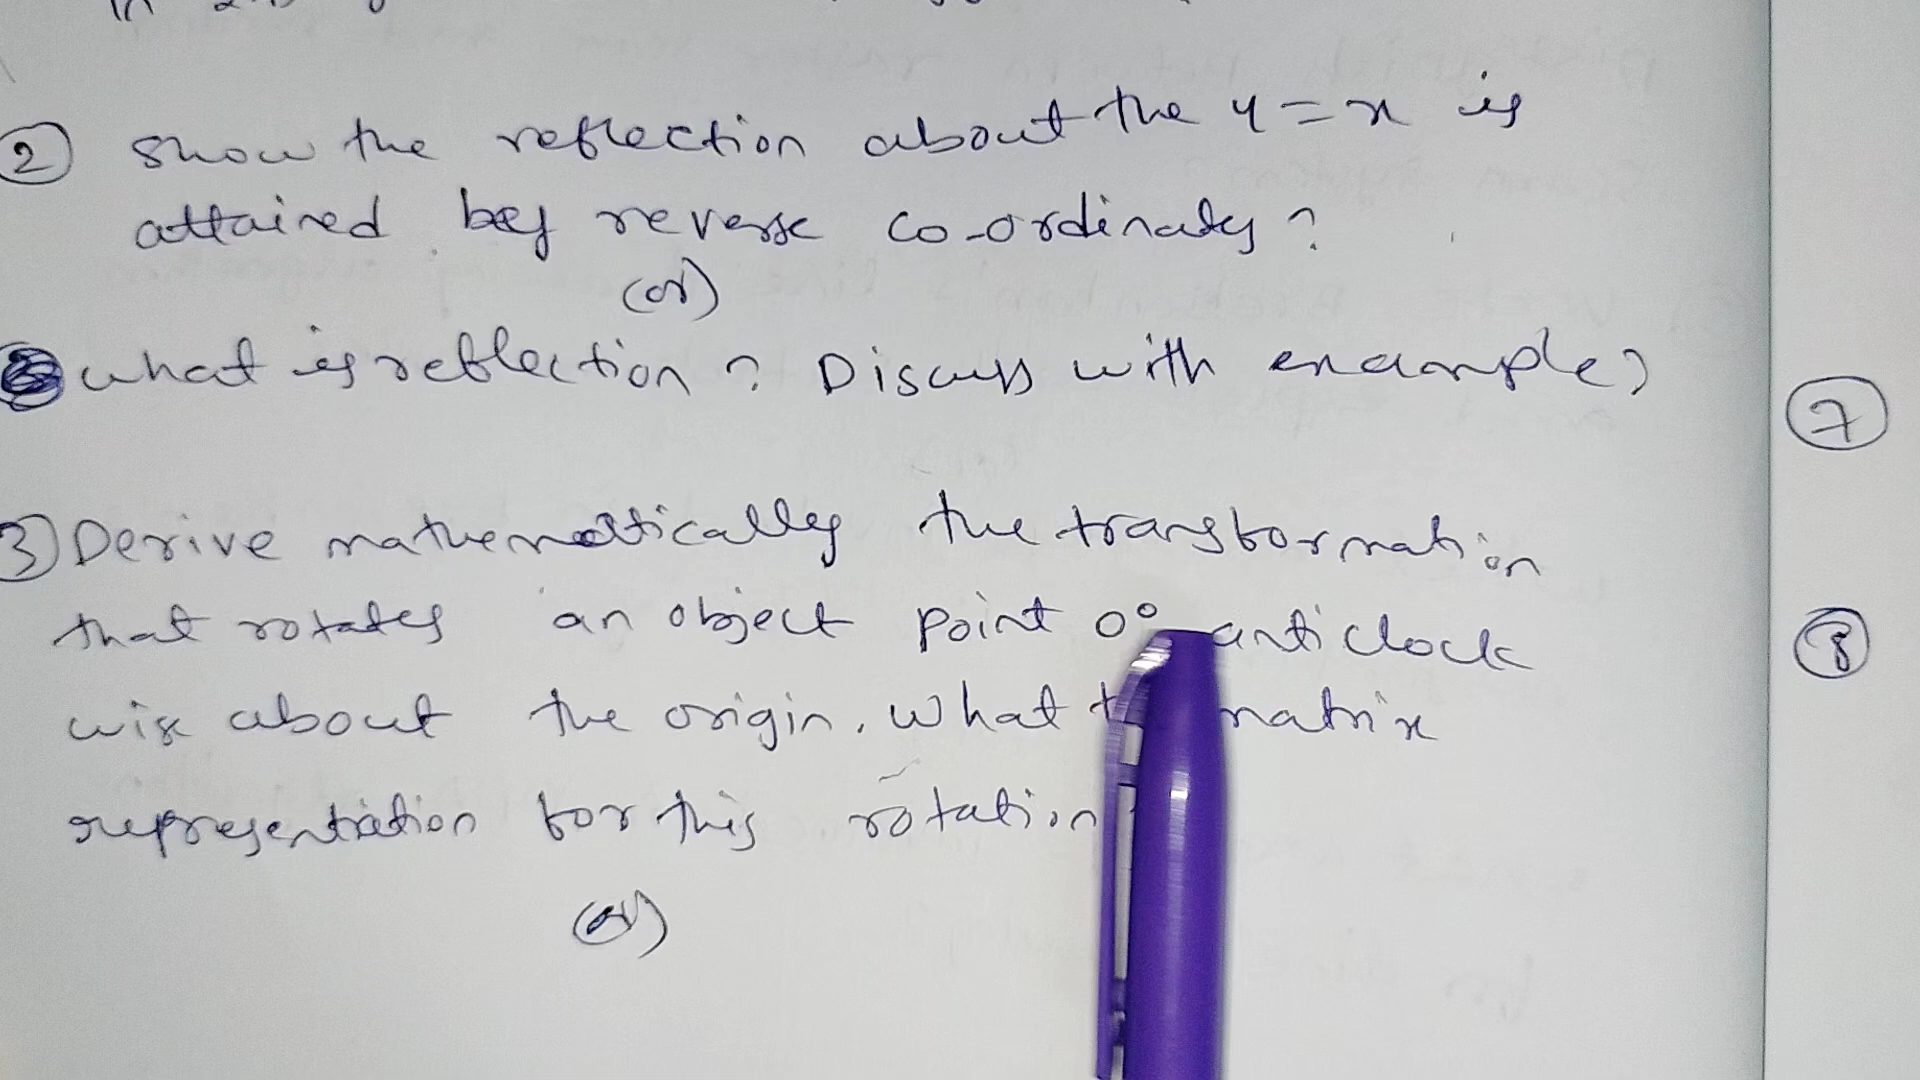 2 Show the reflection about the y = x is
attained by reverse co-ordinates?
(or)
what is reflection? Discuss with example?
7
3) Derive mathematically the transformation
that rotates an object point 0° anticlock
8
wise about the origin. What matrix
representation for this rotation
(or)